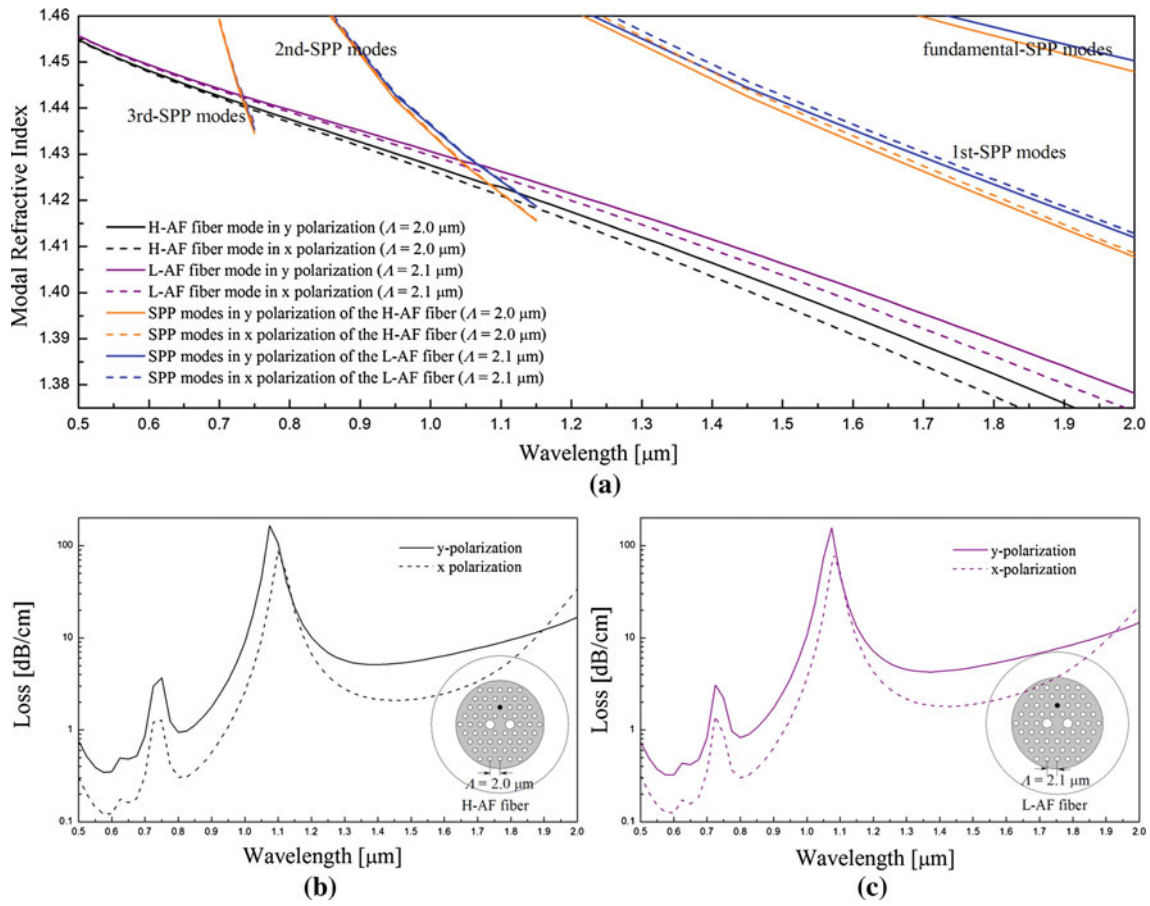 1.46
1.45
1.44
1.43
1.42
1.41
1.40
1.39
1.38
Modal Refractive Index
2nd-SPP modes
fundamental-SPP modes
3rd-SPP modes
1st-SPP modes
H-AF fiber mode in y polarization (Λ = 2.0 μm)
H-AF fiber mode in x polarization (Λ = 2.0 μm)
L-AF fiber mode in y polarization (Λ = 2.1 μm)
L-AF fiber mode in x polarization (Λ = 2.1 μm)
SPP modes in y polarization of the H-AF fiber (Λ = 2.0 μm)
SPP modes in x polarization of the H-AF fiber (Λ = 2.0 μm)
SPP modes in y polarization of the L-AF fiber (Λ = 2.1 μm)
SPP modes in x polarization of the L-AF fiber (Λ = 2.1 μm)
0.5 0.6 0.7 0.8 0.9 1.0 1.1 1.2 1.3 1.4 1.5 1.6 1.7 1.8 1.9 2.0
Wavelength [μm]
(a)
100
10
1
0.1
Loss [dB/cm]
y-polarization
x polarization
Λ = 2.0 μm
H-AF fiber
0.5 0.6 0.7 0.8 0.9 1.0 1.1 1.2 1.3 1.4 1.5 1.6 1.7 1.8 1.9 2.0
Wavelength [μm]
(b)
100
10
1
0.1
Loss [dB/cm]
y-polarization
x-polarization
Λ = 2.1 μm
L-AF fiber
0.5 0.6 0.7 0.8 0.9 1.0 1.1 1.2 1.3 1.4 1.5 1.6 1.7 1.8 1.9 2.0
Wavelength [μm]
(c)